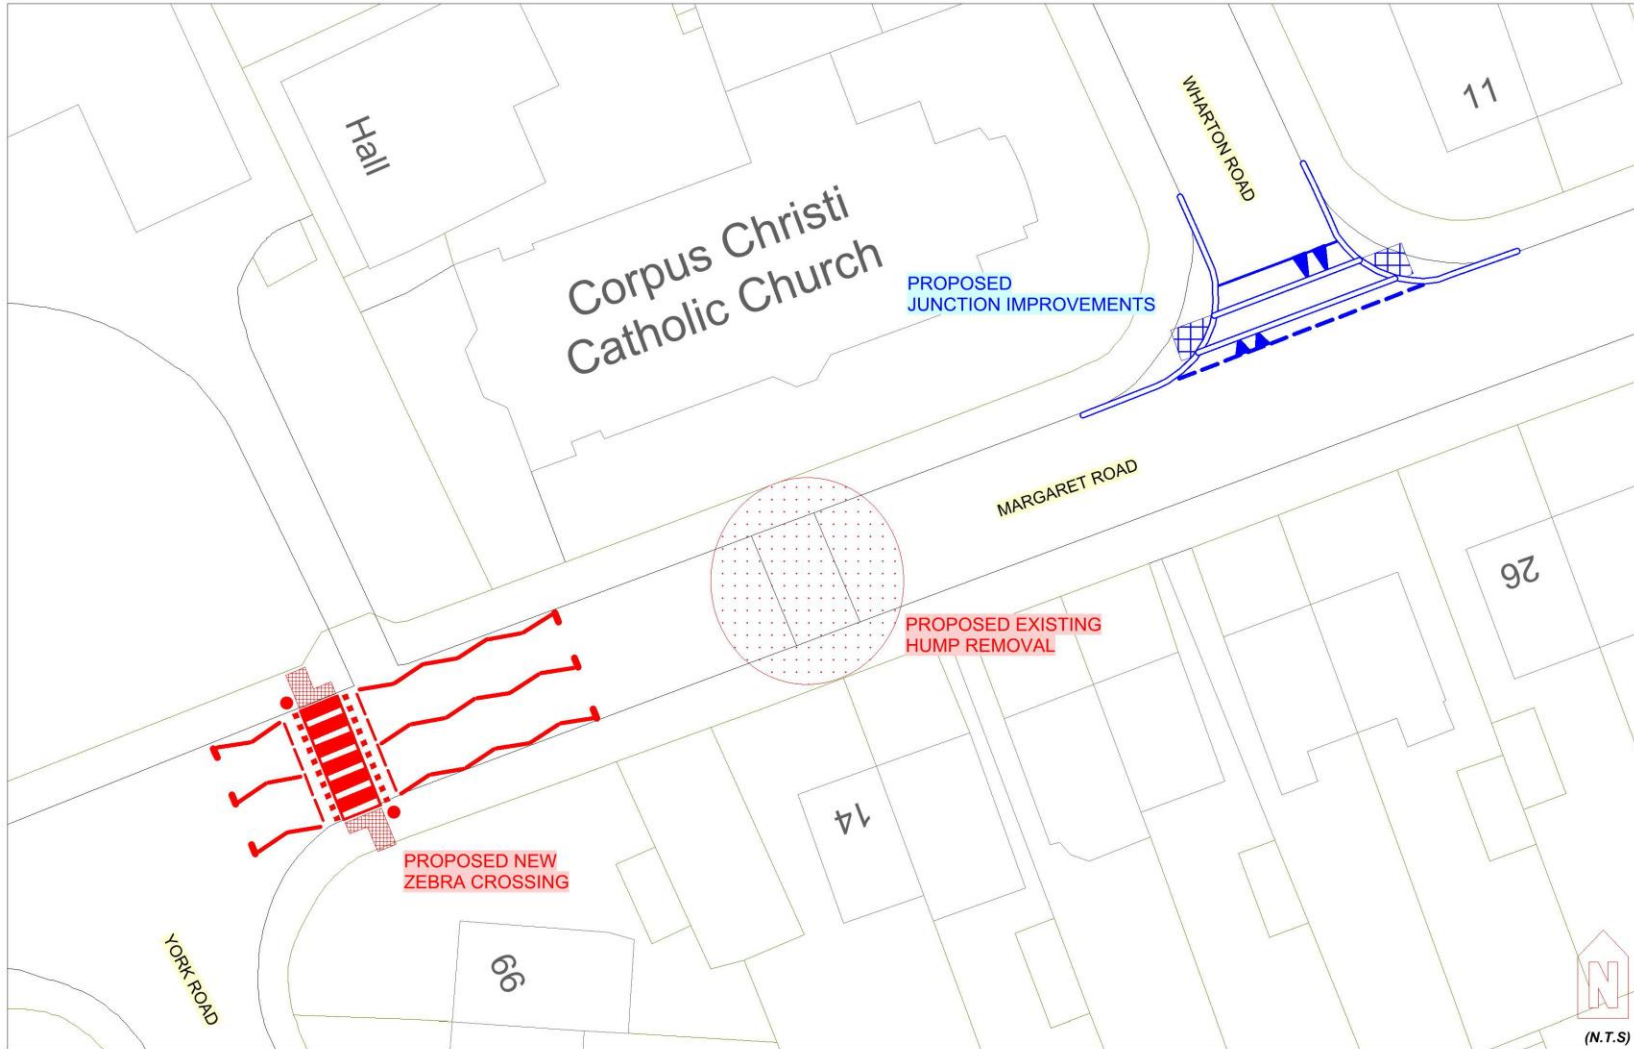 Hall
WHARTON ROAD
11
Corpus Christi
Catholic Church
PROPOSED
JUNCTION IMPROVEMENTS
MARGARET ROAD
26
PROPOSED EXISTING
HUMP REMOVAL
14
PROPOSED NEW
ZEBRA CROSSING
YORK ROAD
66
N
(N.T.S)